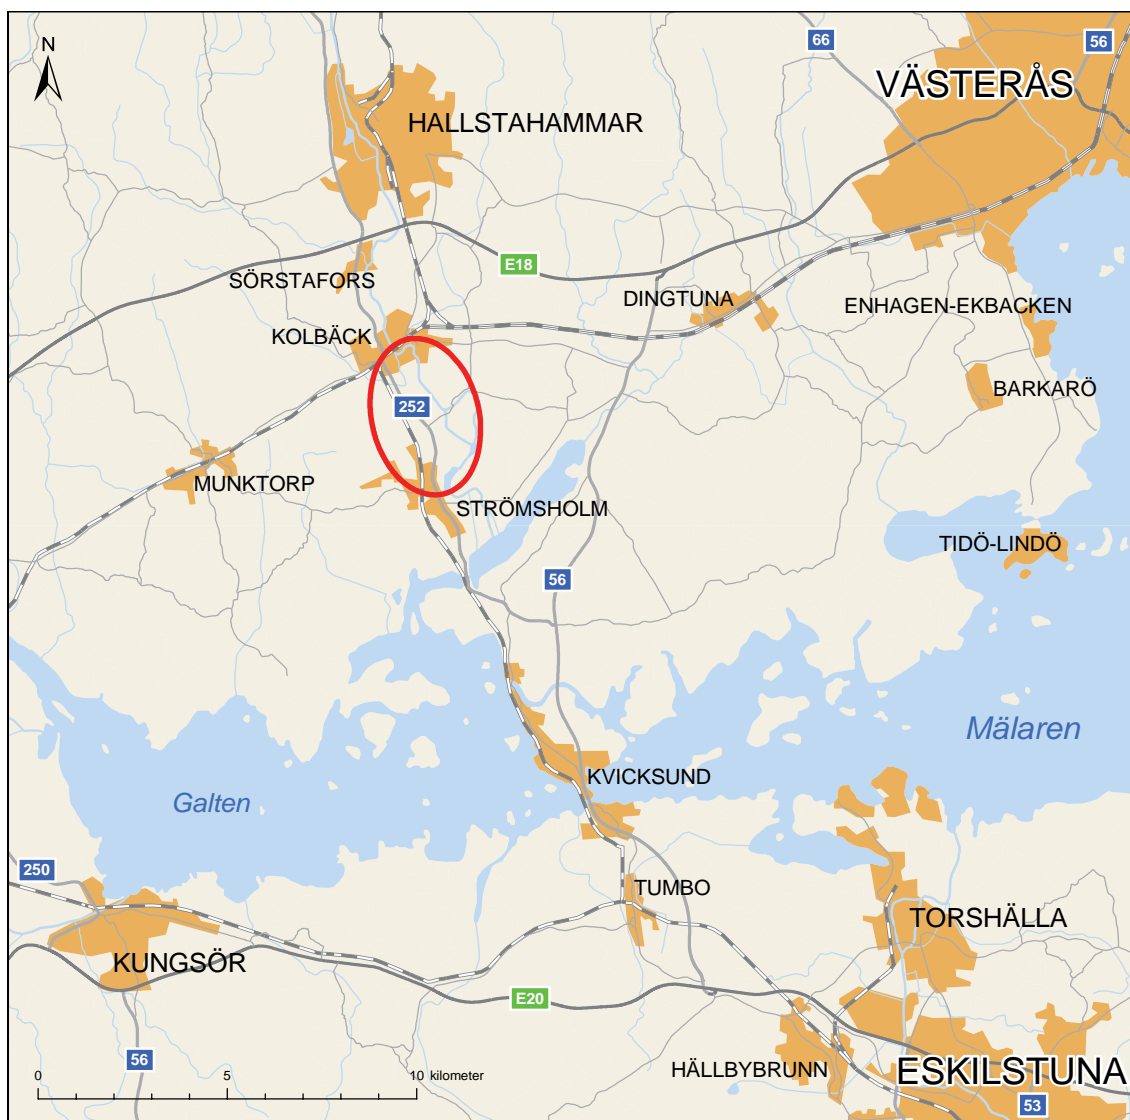 N
66
56
VÄSTERÅS
HALLSTAHAMMAR
E18
SÖRSTAFORS
DINGTUNA
ENHAGEN-EKBACKEN
KOLBÄCK
BARKARÖ
252
MUNKTORP
STRÖMSHOLM
TIDÖ-LINDÖ
56
Mälaren
KVICKSUND
Galten
250
TUMBO
TORSHÄLLA
KUNGSÖR
E20
56
HÄLLBYBRUNN
ESKILSTUNA
0 5 10 kilometer
53